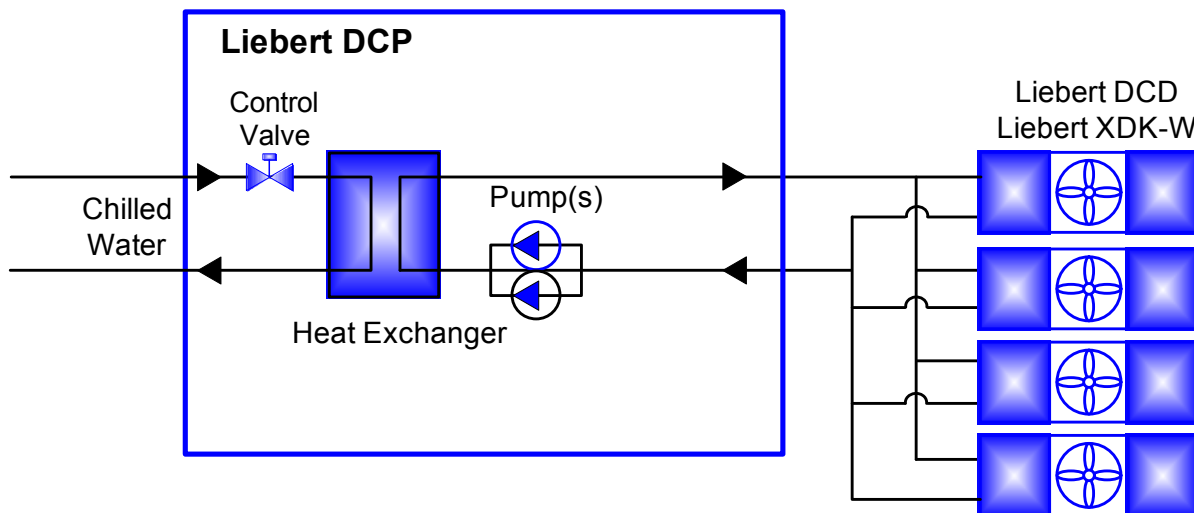 Liebert DCP
Control
Valve
Liebert DCD
Liebert XDK-W
Chilled
Water
Pump(s)
Heat Exchanger